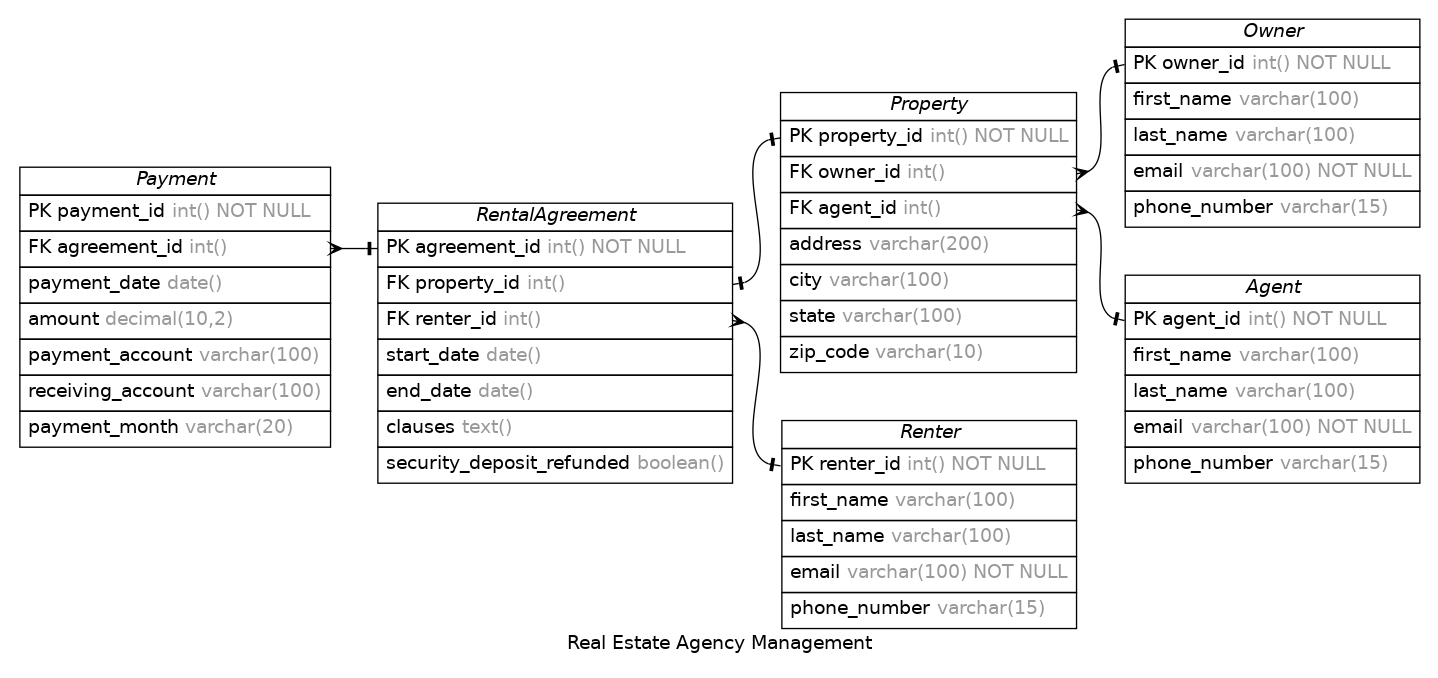 Payment
PK payment_id int() NOT NULL
FK agreement_id int()
payment_date date()
amount decimal(10,2)
payment_account varchar(100)
receiving_account varchar(100)
payment_month varchar(20)
RentalAgreement
PK agreement_id int() NOT NULL
FK property_id int()
FK renter_id int()
start_date date()
end_date date()
clauses text()
security_deposit_refunded boolean()
Property
PK property_id int() NOT NULL
FK owner_id int()
FK agent_id int()
address varchar(200)
city varchar(100)
state varchar(100)
zip_code varchar(10)
Renter
PK renter_id int() NOT NULL
first_name varchar(100)
last_name varchar(100)
email varchar(100) NOT NULL
phone_number varchar(15)
Owner
PK owner_id int() NOT NULL
first_name varchar(100)
last_name varchar(100)
email varchar(100) NOT NULL
phone_number varchar(15)
Agent
PK agent_id int() NOT NULL
first_name varchar(100)
last_name varchar(100)
email varchar(100) NOT NULL
phone_number varchar(15)
Real Estate Agency Management